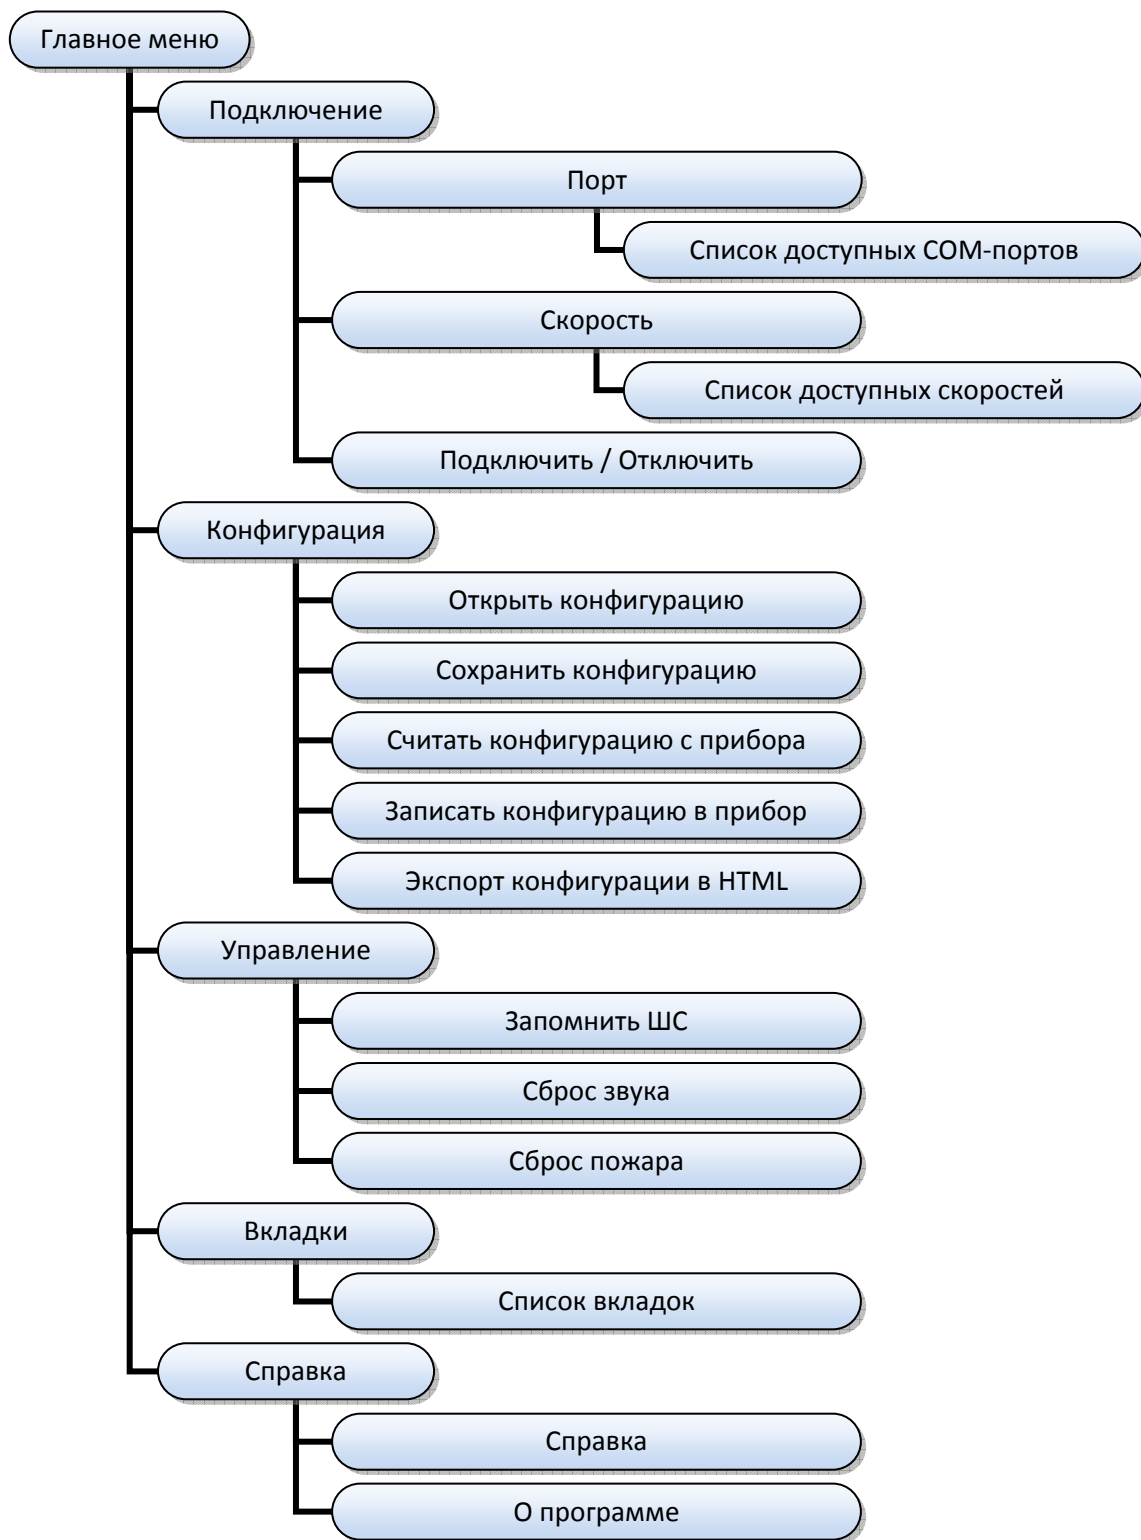 Главное меню
Подключение
Порт
Список доступных COM-портов
Скорость
Список доступных скоростей
Подключить / Отключить
Конфигурация
Открыть конфигурацию
Сохранить конфигурацию
Считать конфигурацию с прибора
Записать конфигурацию в прибор
Экспорт конфигурации в HTML
Управление
Запомнить ШС
Сброс звука
Сброс пожара
Вкладки
Список вкладок
Справка
Справка
О программе